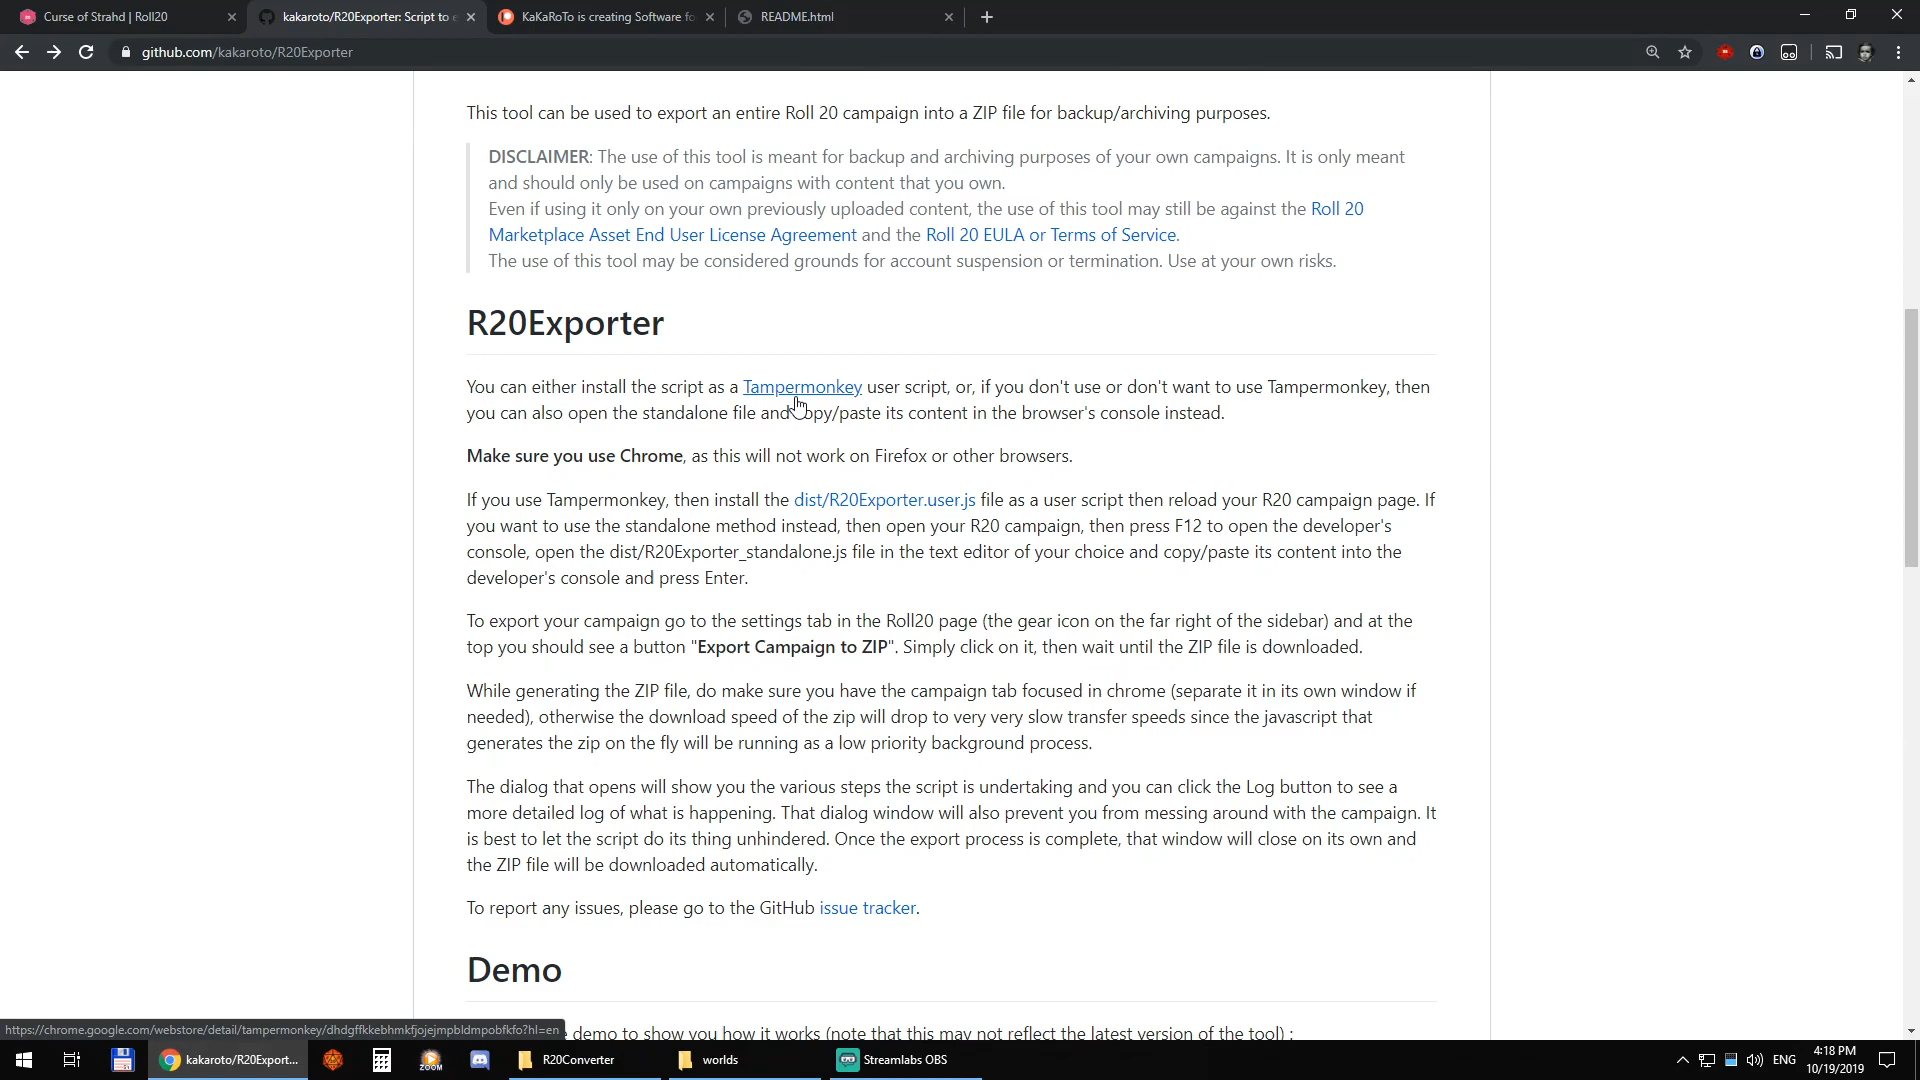 Curse of Strahd | Roll20
kakaroto/R20Exporter: Script to e
KaKaRoTo is creating Software fo
README.html
github.com/kakaroto/R20Exporter
This tool can be used to export an entire Roll 20 campaign into a ZIP file for backup/archiving purposes.
DISCLAIMER: The use of this tool is meant for backup and archiving purposes of your own campaigns. It is only meant
and should only be used on campaigns with content that you own.
Even if using it only on your own previously uploaded content, the use of this tool may still be against the Roll 20
Marketplace Asset End User License Agreement and the Roll 20 EULA or Terms of Service.
The use of this tool may be considered grounds for account suspension or termination. Use at your own risks.
R20Exporter
You can either install the script as a Tampermonkey user script, or, if you don't use or don't want to use Tampermonkey, then
you can also open the standalone file and copy/paste its content in the browser's console instead.
Make sure you use Chrome, as this will not work on Firefox or other browsers.
If you use Tampermonkey, then install the dist/R20Exporter.user.js file as a user script then reload your R20 campaign page. If
you want to use the standalone method instead, then open your R20 campaign, then press F12 to open the developer's
console, open the dist/R20Exporter_standalone.js file in the text editor of your choice and copy/paste its content into the
developer's console and press Enter.
To export your campaign go to the settings tab in the Roll20 page (the gear icon on the far right of the sidebar) and at the
top you should see a button "Export Campaign to ZIP". Simply click on it, then wait until the ZIP file is downloaded.
While generating the ZIP file, do make sure you have the campaign tab focused in chrome (separate it in its own window if
needed), otherwise the download speed of the zip will drop to very very slow transfer speeds since the javascript that
generates the zip on the fly will be running as a low priority background process.
The dialog that opens will show you the various steps the script is undertaking and you can click the Log button to see a
more detailed log of what is happening. That dialog window will also prevent you from messing around with the campaign. It
is best to let the script do its thing unhindered. Once the export process is complete, that window will close on its own and
the ZIP file will be downloaded automatically.
To report any issues, please go to the GitHub issue tracker.
Demo
demo to show you how it works (note that this may not reflect the latest version of the tool) :
https://chrome.google.com/webstore/detail/tampermonkey/dhdgffkkebhmkfjojejmpbldmpobfkfo?hl=en
kakaroto/R20Export...
ZOOM
R20Converter
worlds
Streamlabs OBS
ENG
4:18 PM
10/19/2019